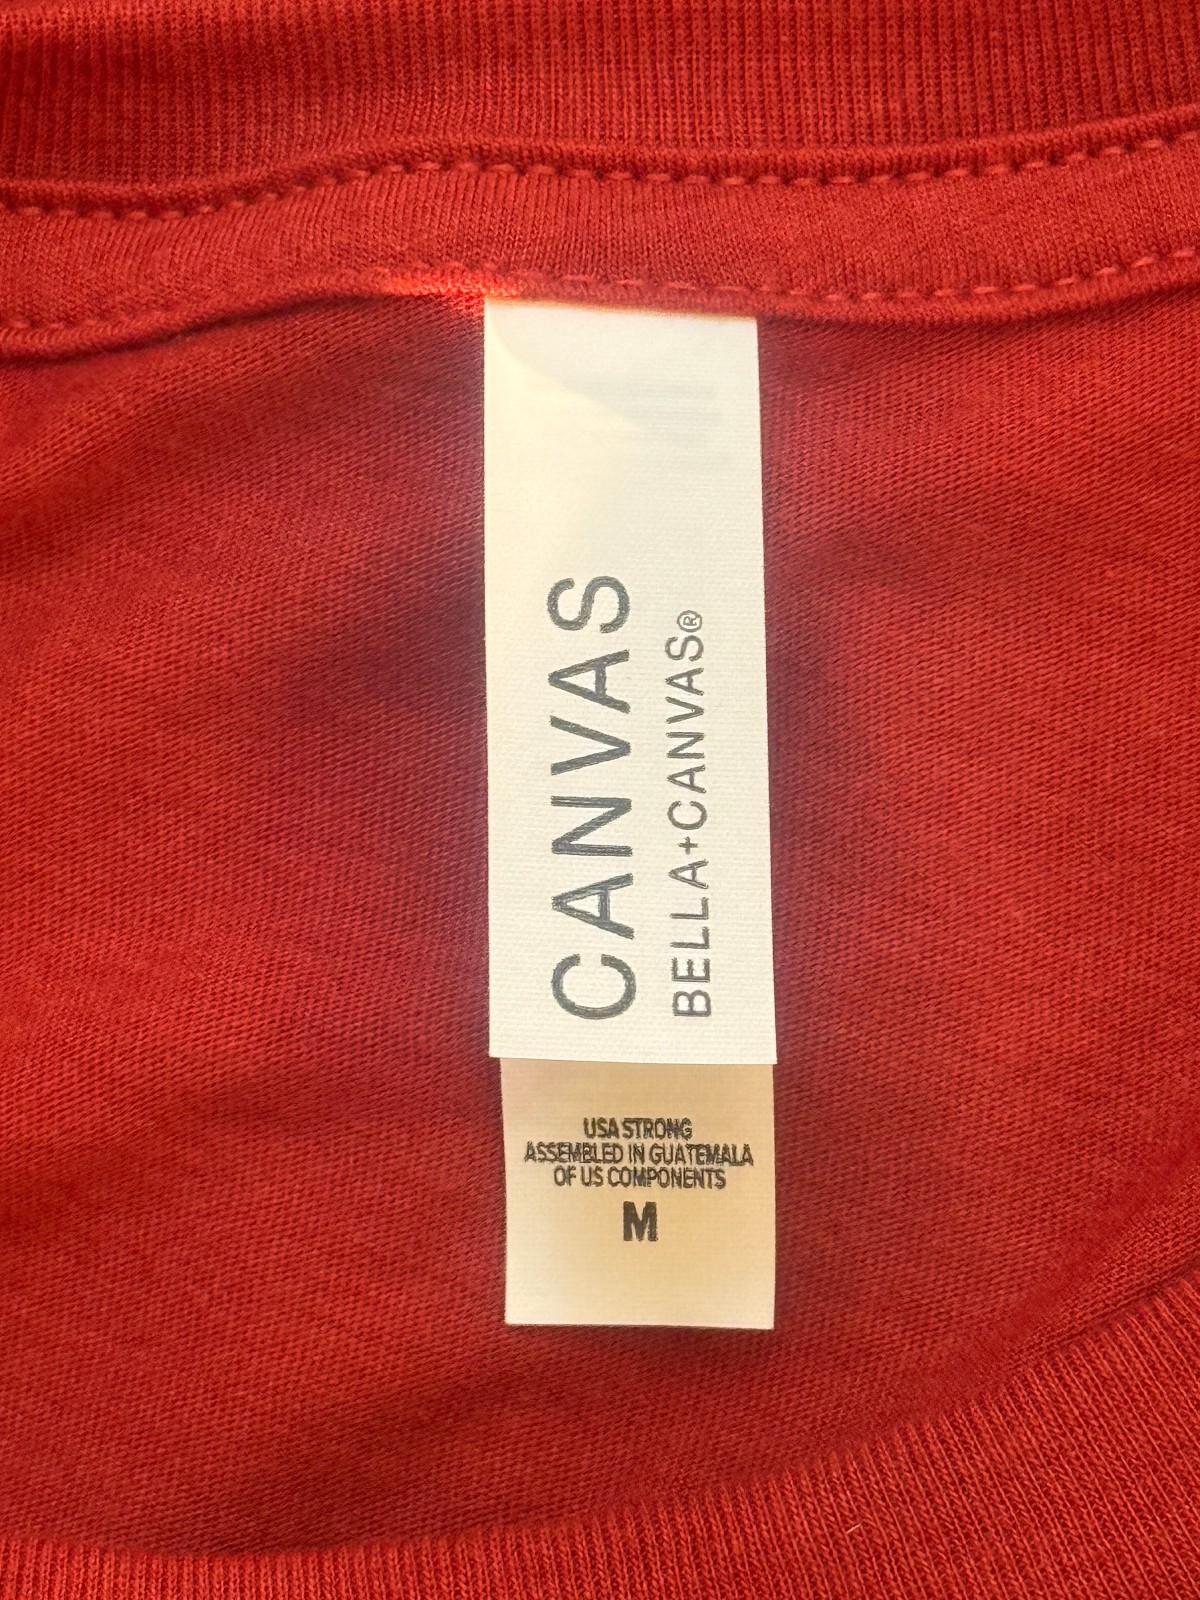 CANVAS
BELLA+CANVAS®
USA STRONG
ASSEMBLED IN GUATEMALA
OF US COMPONENTS
M